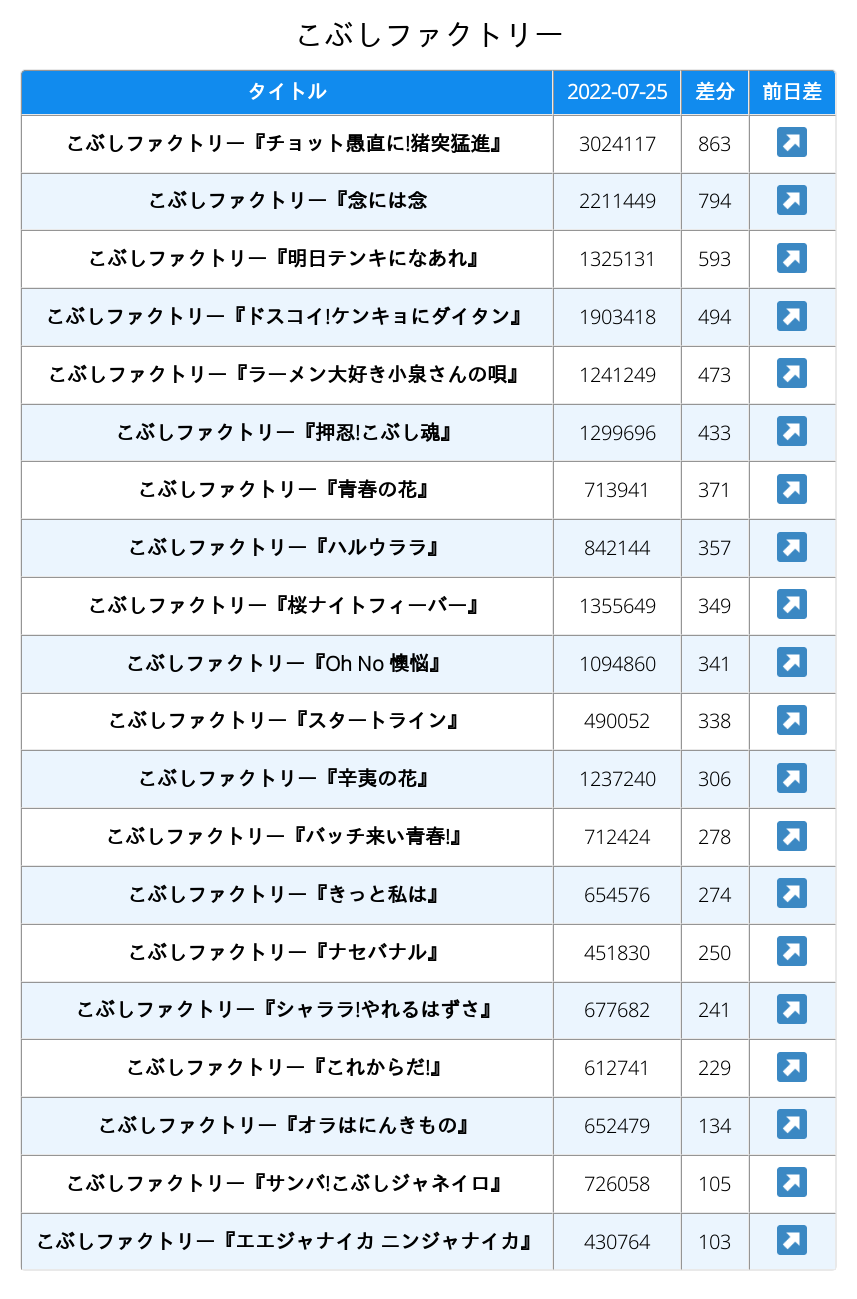 こぶしファクトリー
タイトル 2022-07-25 差分 前日差
こぶしファクトリー『チョット愚直に!猪突猛進』 3024117 863
こぶしファクトリー『念には念 2211449 794
こぶしファクトリー『明日テンキになあれ』 1325131 593
こぶしファクトリー『ドスコイ!ケンキョにダイタン』 1903418 494
こぶしファクトリー『ラーメン大好き小泉さんの唄』 1241249 473
こぶしファクトリー『押忍!こぶし魂』 1299696 433
こぶしファクトリー『青春の花』 713941 371
こぶしファクトリー『ハルウララ』 842144 357
こぶしファクトリー『桜ナイトフィーバー』 1355649 349
こぶしファクトリー『Oh No 懊悩』 1094860 341
こぶしファクトリー『スタートライン』 490052 338
こぶしファクトリー『辛夷の花』 1237240 306
こぶしファクトリー『バッチ来い青春!』 712424 278
こぶしファクトリー『きっと私は』 654576 274
こぶしファクトリー『ナセバナル』 451830 250
こぶしファクトリー『シャララ!やれるはずさ』 677682 241
こぶしファクトリー『これからだ!』 612741 229
こぶしファクトリー『オラはにんきもの』 652479 134
こぶしファクトリー『サンバ!こぶしジャネイロ』 726058 105
こぶしファクトリー『エエジャナイカ ニンジャナイカ』 430764 103